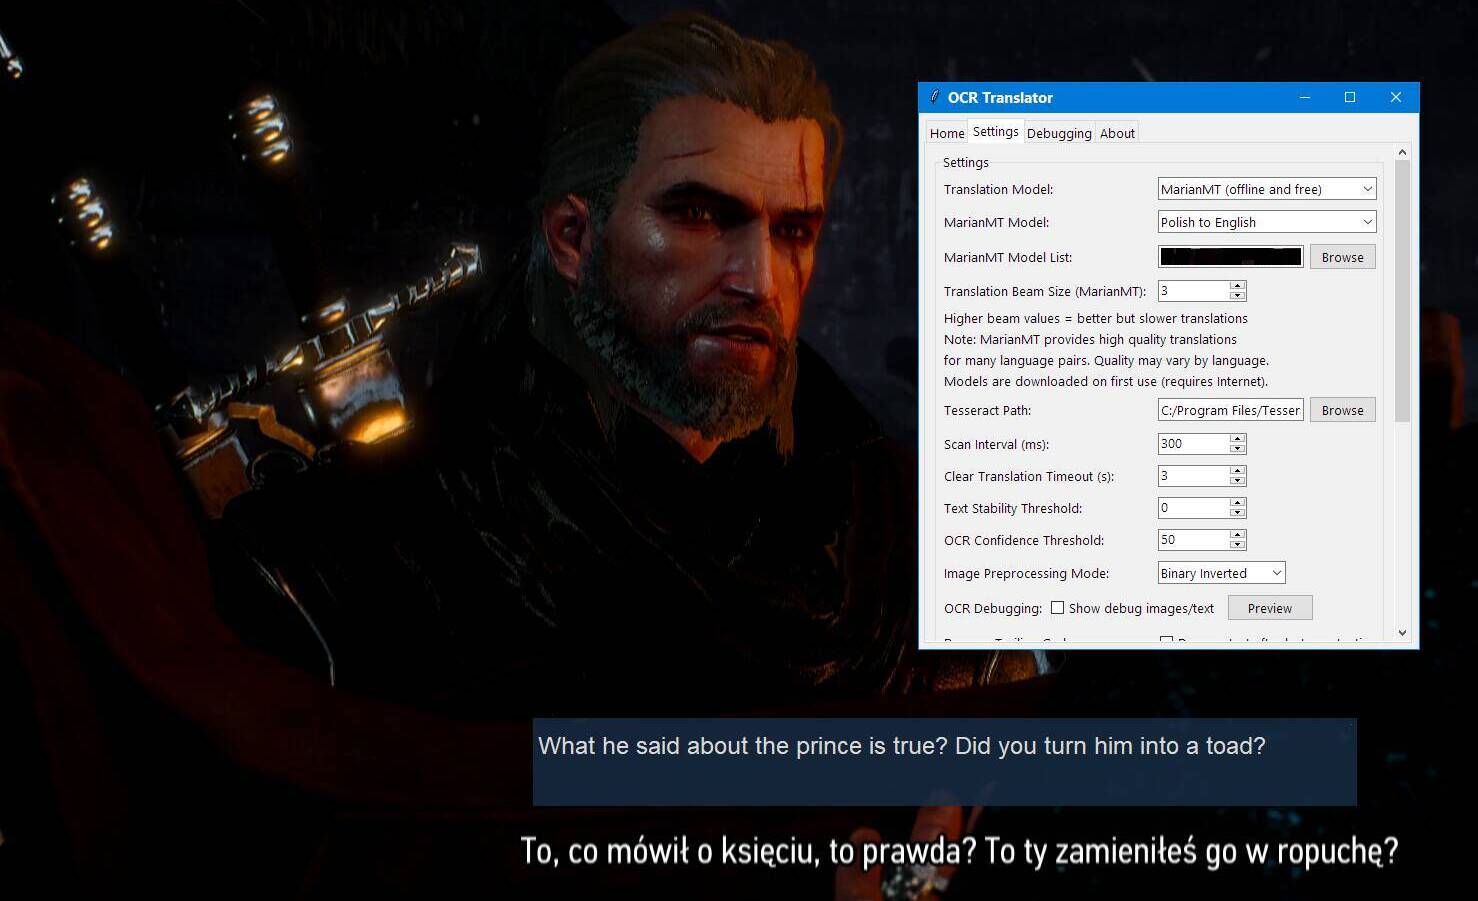 OCR Translator
Home Settings Debugging About
Settings
Translation Model: MarianMT (offline and free)
MarianMT Model: Polish to English
MarianMT Model List: Browse
Translation Beam Size (MarianMT): 3
Higher beam values = better but slower translations
Note: MarianMT provides high quality translations
for many language pairs. Quality may vary by language.
Models are downloaded on first use (requires Internet).
Tesseract Path: C:/Program Files/Tesser Browse
Scan Interval (ms): 300
Clear Translation Timeout (s): 3
Text Stability Threshold: 0
OCR Confidence Threshold: 50
Image Preprocessing Mode: Binary Inverted
OCR Debugging: Show debug images/text Preview
What he said about the prince is true? Did you turn him into a toad?
To, co mówił o księciu, to prawda? To ty zamieniłeś go w ropuchę?